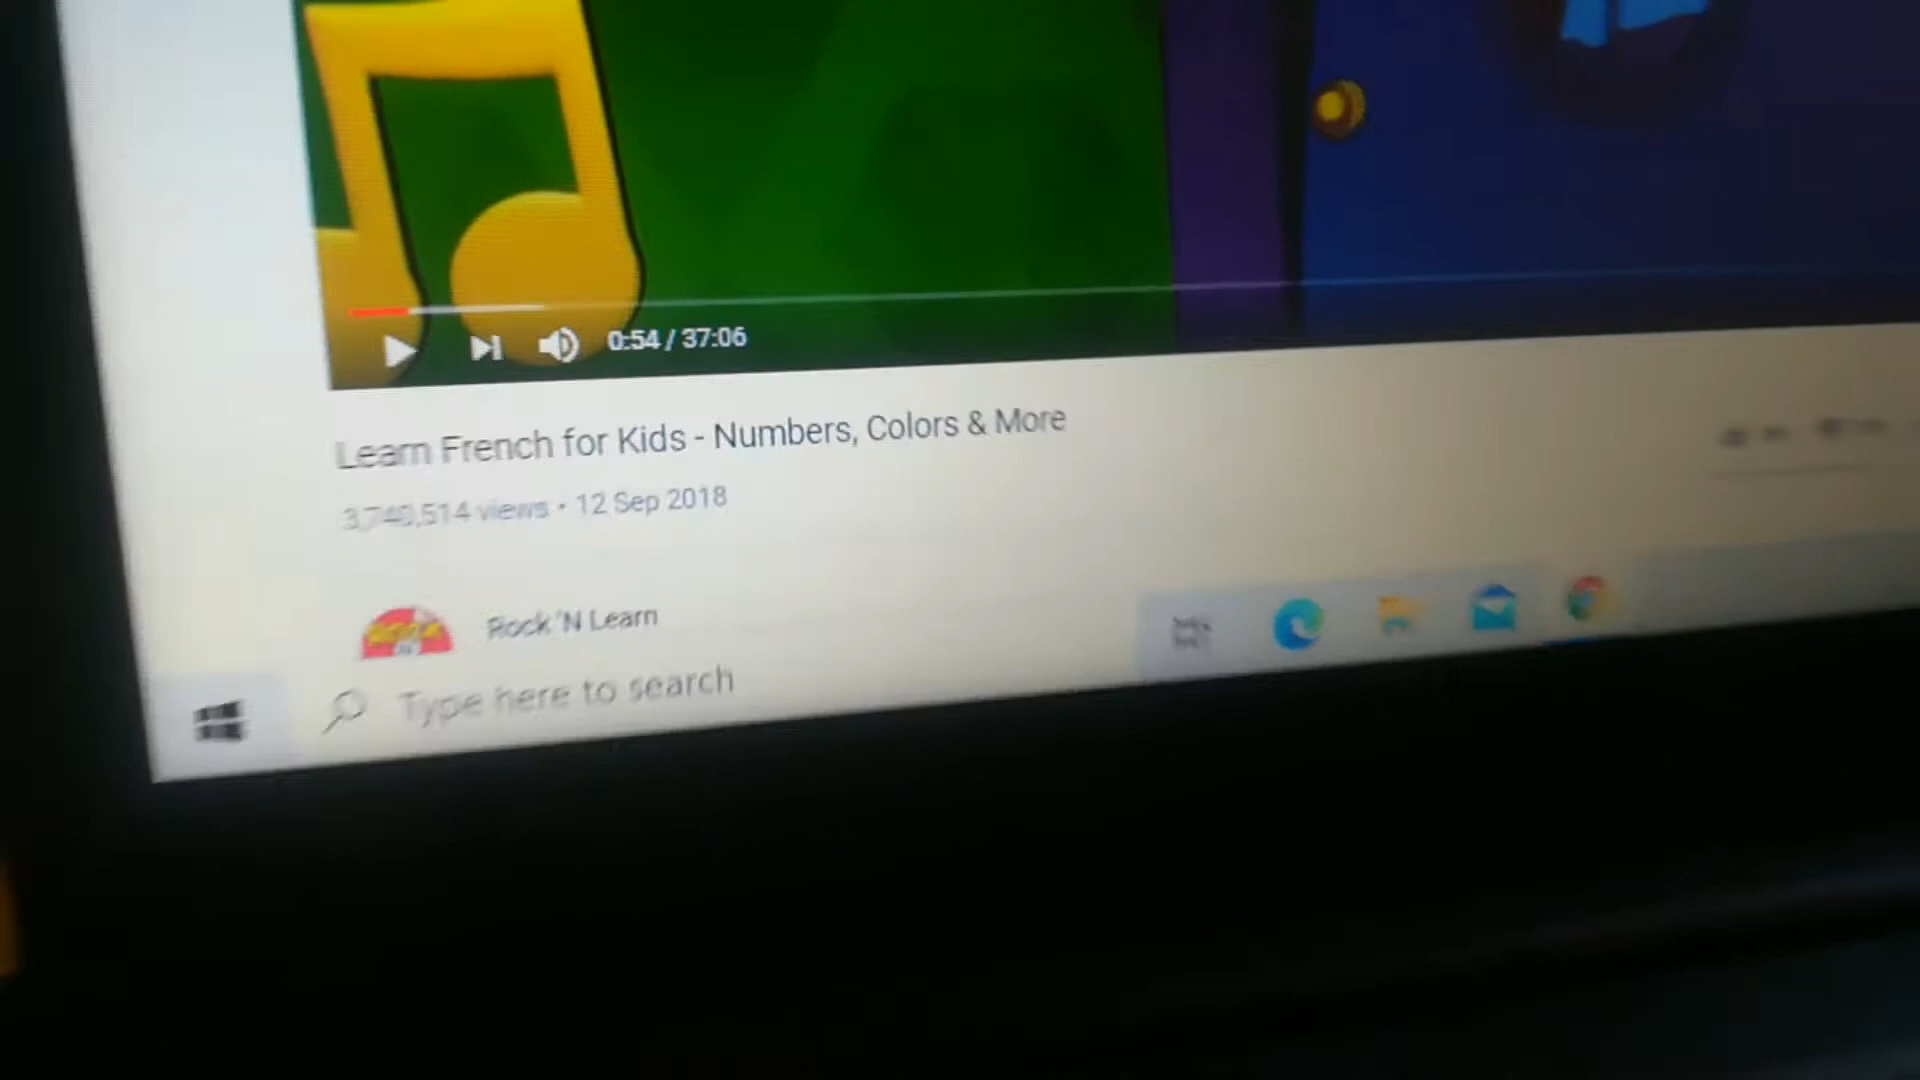 0:54 / 37:06
Learn French for Kids - Numbers, Colors & More
3,740,514 views • 12 Sep 2018
Rock 'N Learn
Type here to search